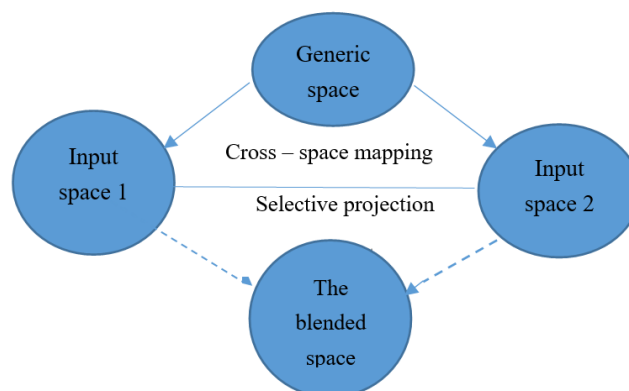 Generic
space
Cross – space mapping
Input
space 1
Input
space 2
Selective projection
The
blended
space